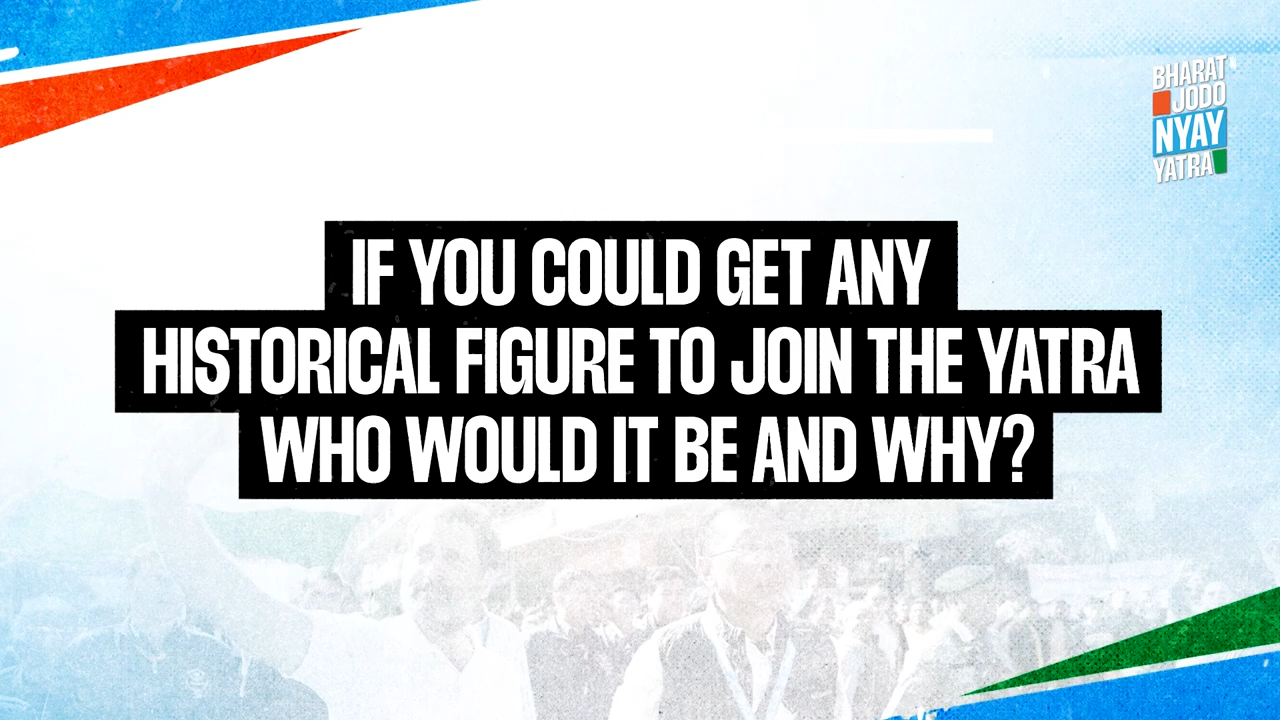 BHARAT
JODO
NYAY
YATRA
IF YOU COULD GET ANY
HISTORICAL FIGURE TO JOIN THE YATRA
WHO WOULD IT BE AND WHY?